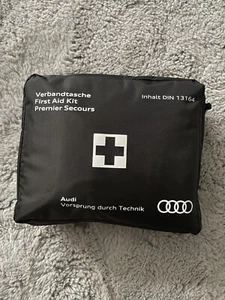 Verbandtasche
First Aid Kit
Premier Secours
Inhalt DIN 13164
Audi
Vorsprung durch Technik